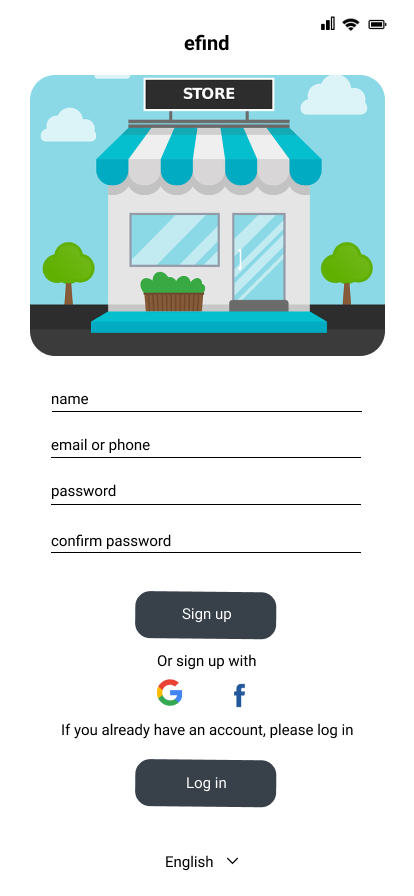 efind
STORE
name
email or phone
password
confirm password
Sign up
Or sign up with
If you already have an account, please log in
Log in
English